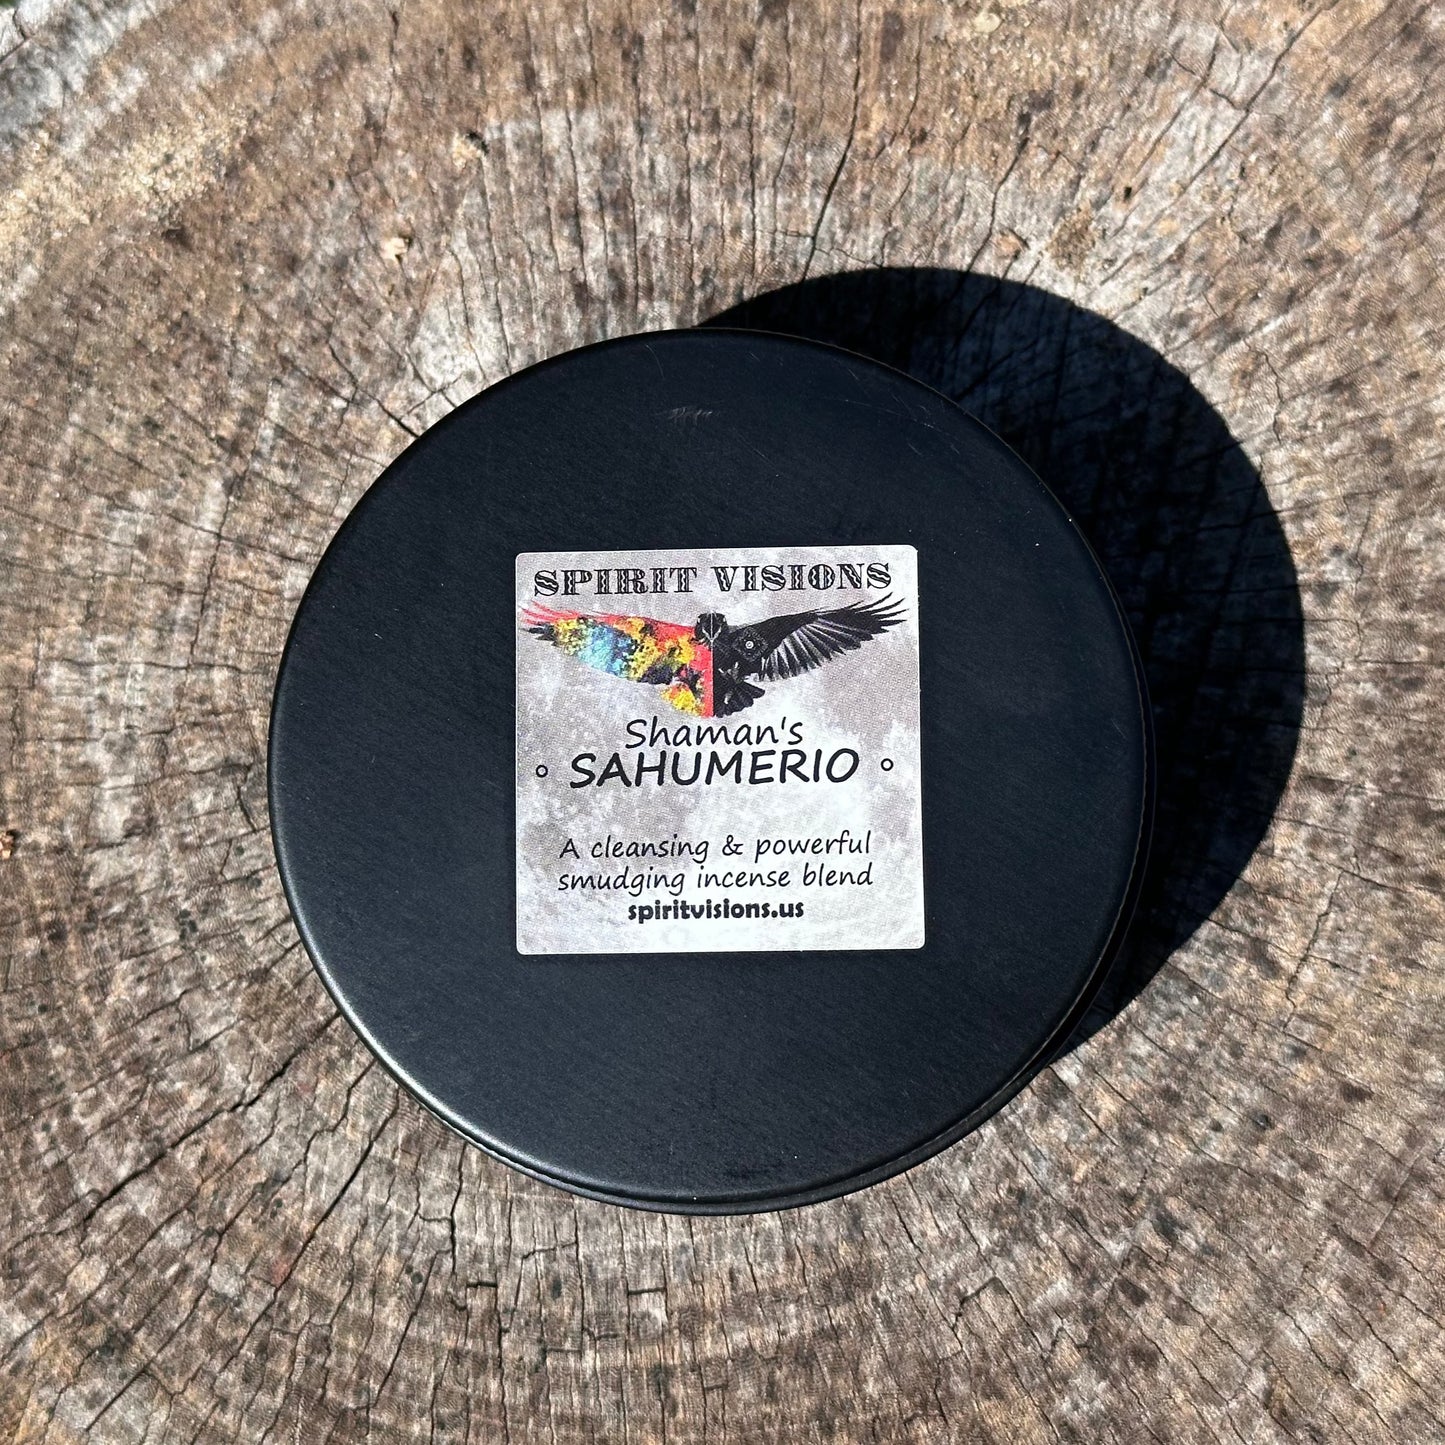 SPIRIT VISIONS
Shaman's
SAHUMERIO
A cleansing & powerful
smudging incense blend
spiritvisions.us